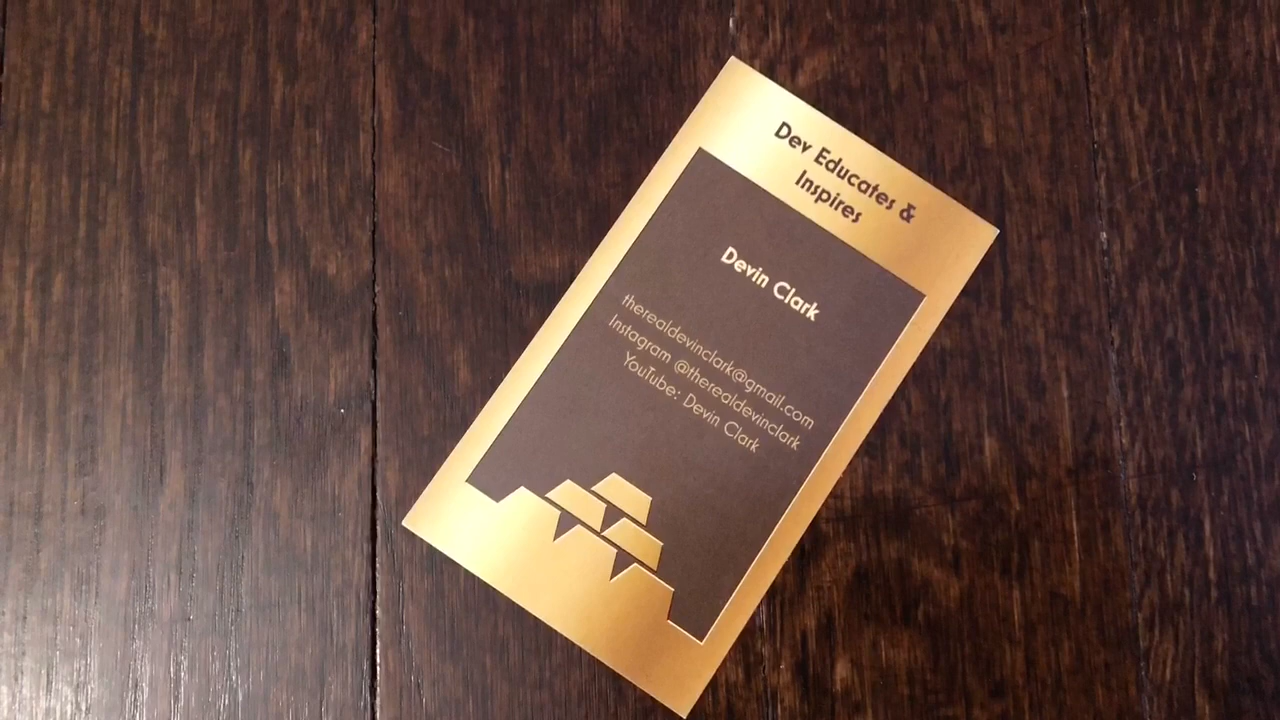 Dev Educates &
Inspires
Devin Clark
therealdevinclark@gmail.com
Instagram @therealdevinclark
YouTube: Devin Clark